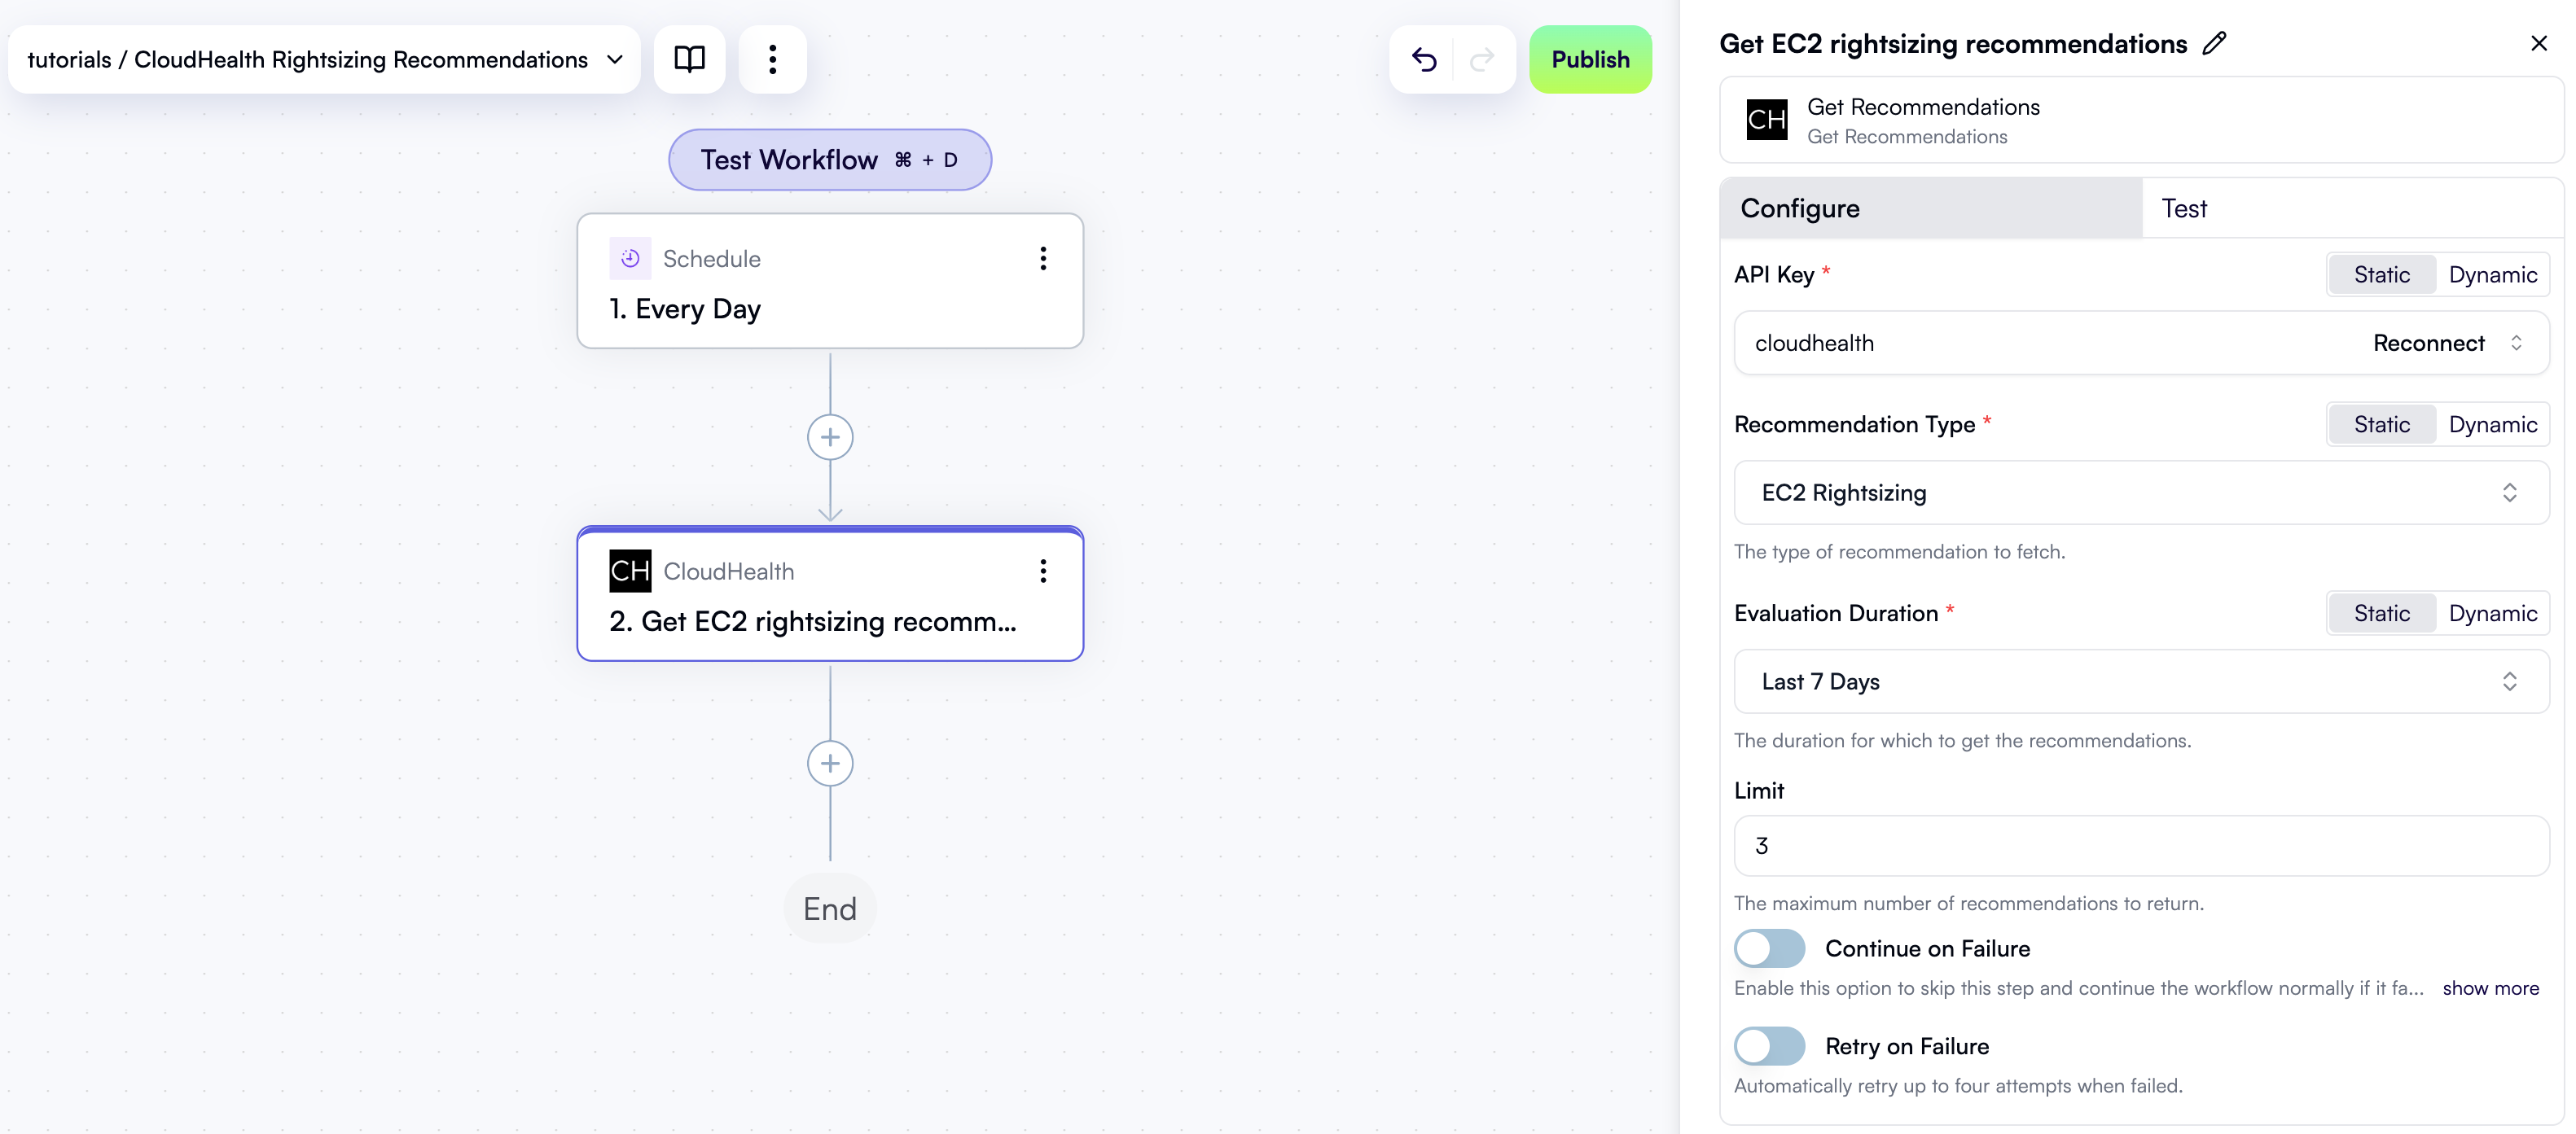 tutorials / CloudHealth Rightsizing Recommendations
Publish
Test Workflow ⌘ + D
Schedule
1. Every Day
CH CloudHealth
2. Get EC2 rightsizing recomm...
End
Get EC2 rightsizing recommendations
CH
Get Recommendations
Get Recommendations
Configure Test
API Key * Static Dynamic
cloudhealth Reconnect
Recommendation Type * Static Dynamic
EC2 Rightsizing
The type of recommendation to fetch.
Evaluation Duration * Static Dynamic
Last 7 Days
The duration for which to get the recommendations.
Limit
3
The maximum number of recommendations to return.
Continue on Failure
Enable this option to skip this step and continue the workflow normally if it fa... show more
Retry on Failure
Automatically retry up to four attempts when failed.